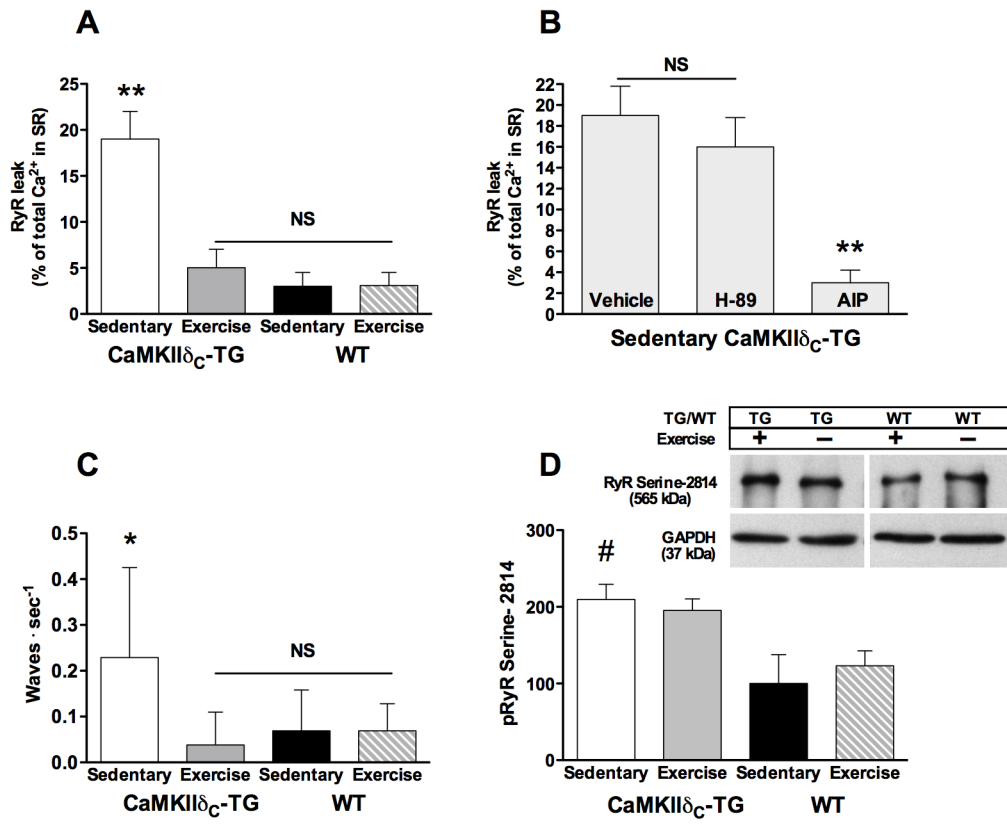 A
RyR leak
(% of total Ca²⁺ in SR)
25
20
15
10
5
0
**
NS
Sedentary Exercise Sedentary Exercise
CaMKIIδC-TG WT
B
RyR leak
(% of total Ca²⁺ in SR)
22
20
18
16
14
12
10
8
6
4
2
0
NS
**
Vehicle H-89 AIP
Sedentary CaMKIIδC-TG
C
Waves · sec⁻¹
0.5
0.4
0.3
0.2
0.1
0.0
*
NS
Sedentary Exercise Sedentary Exercise
CaMKIIδC-TG WT
D
TG/WT TG TG WT WT
Exercise + − + −
RyR Serine-2814
(565 kDa)
GAPDH
(37 kDa)
pRyR Serine- 2814
300
200
100
0
#
Sedentary Exercise Sedentary Exercise
CaMKIIδC-TG WT